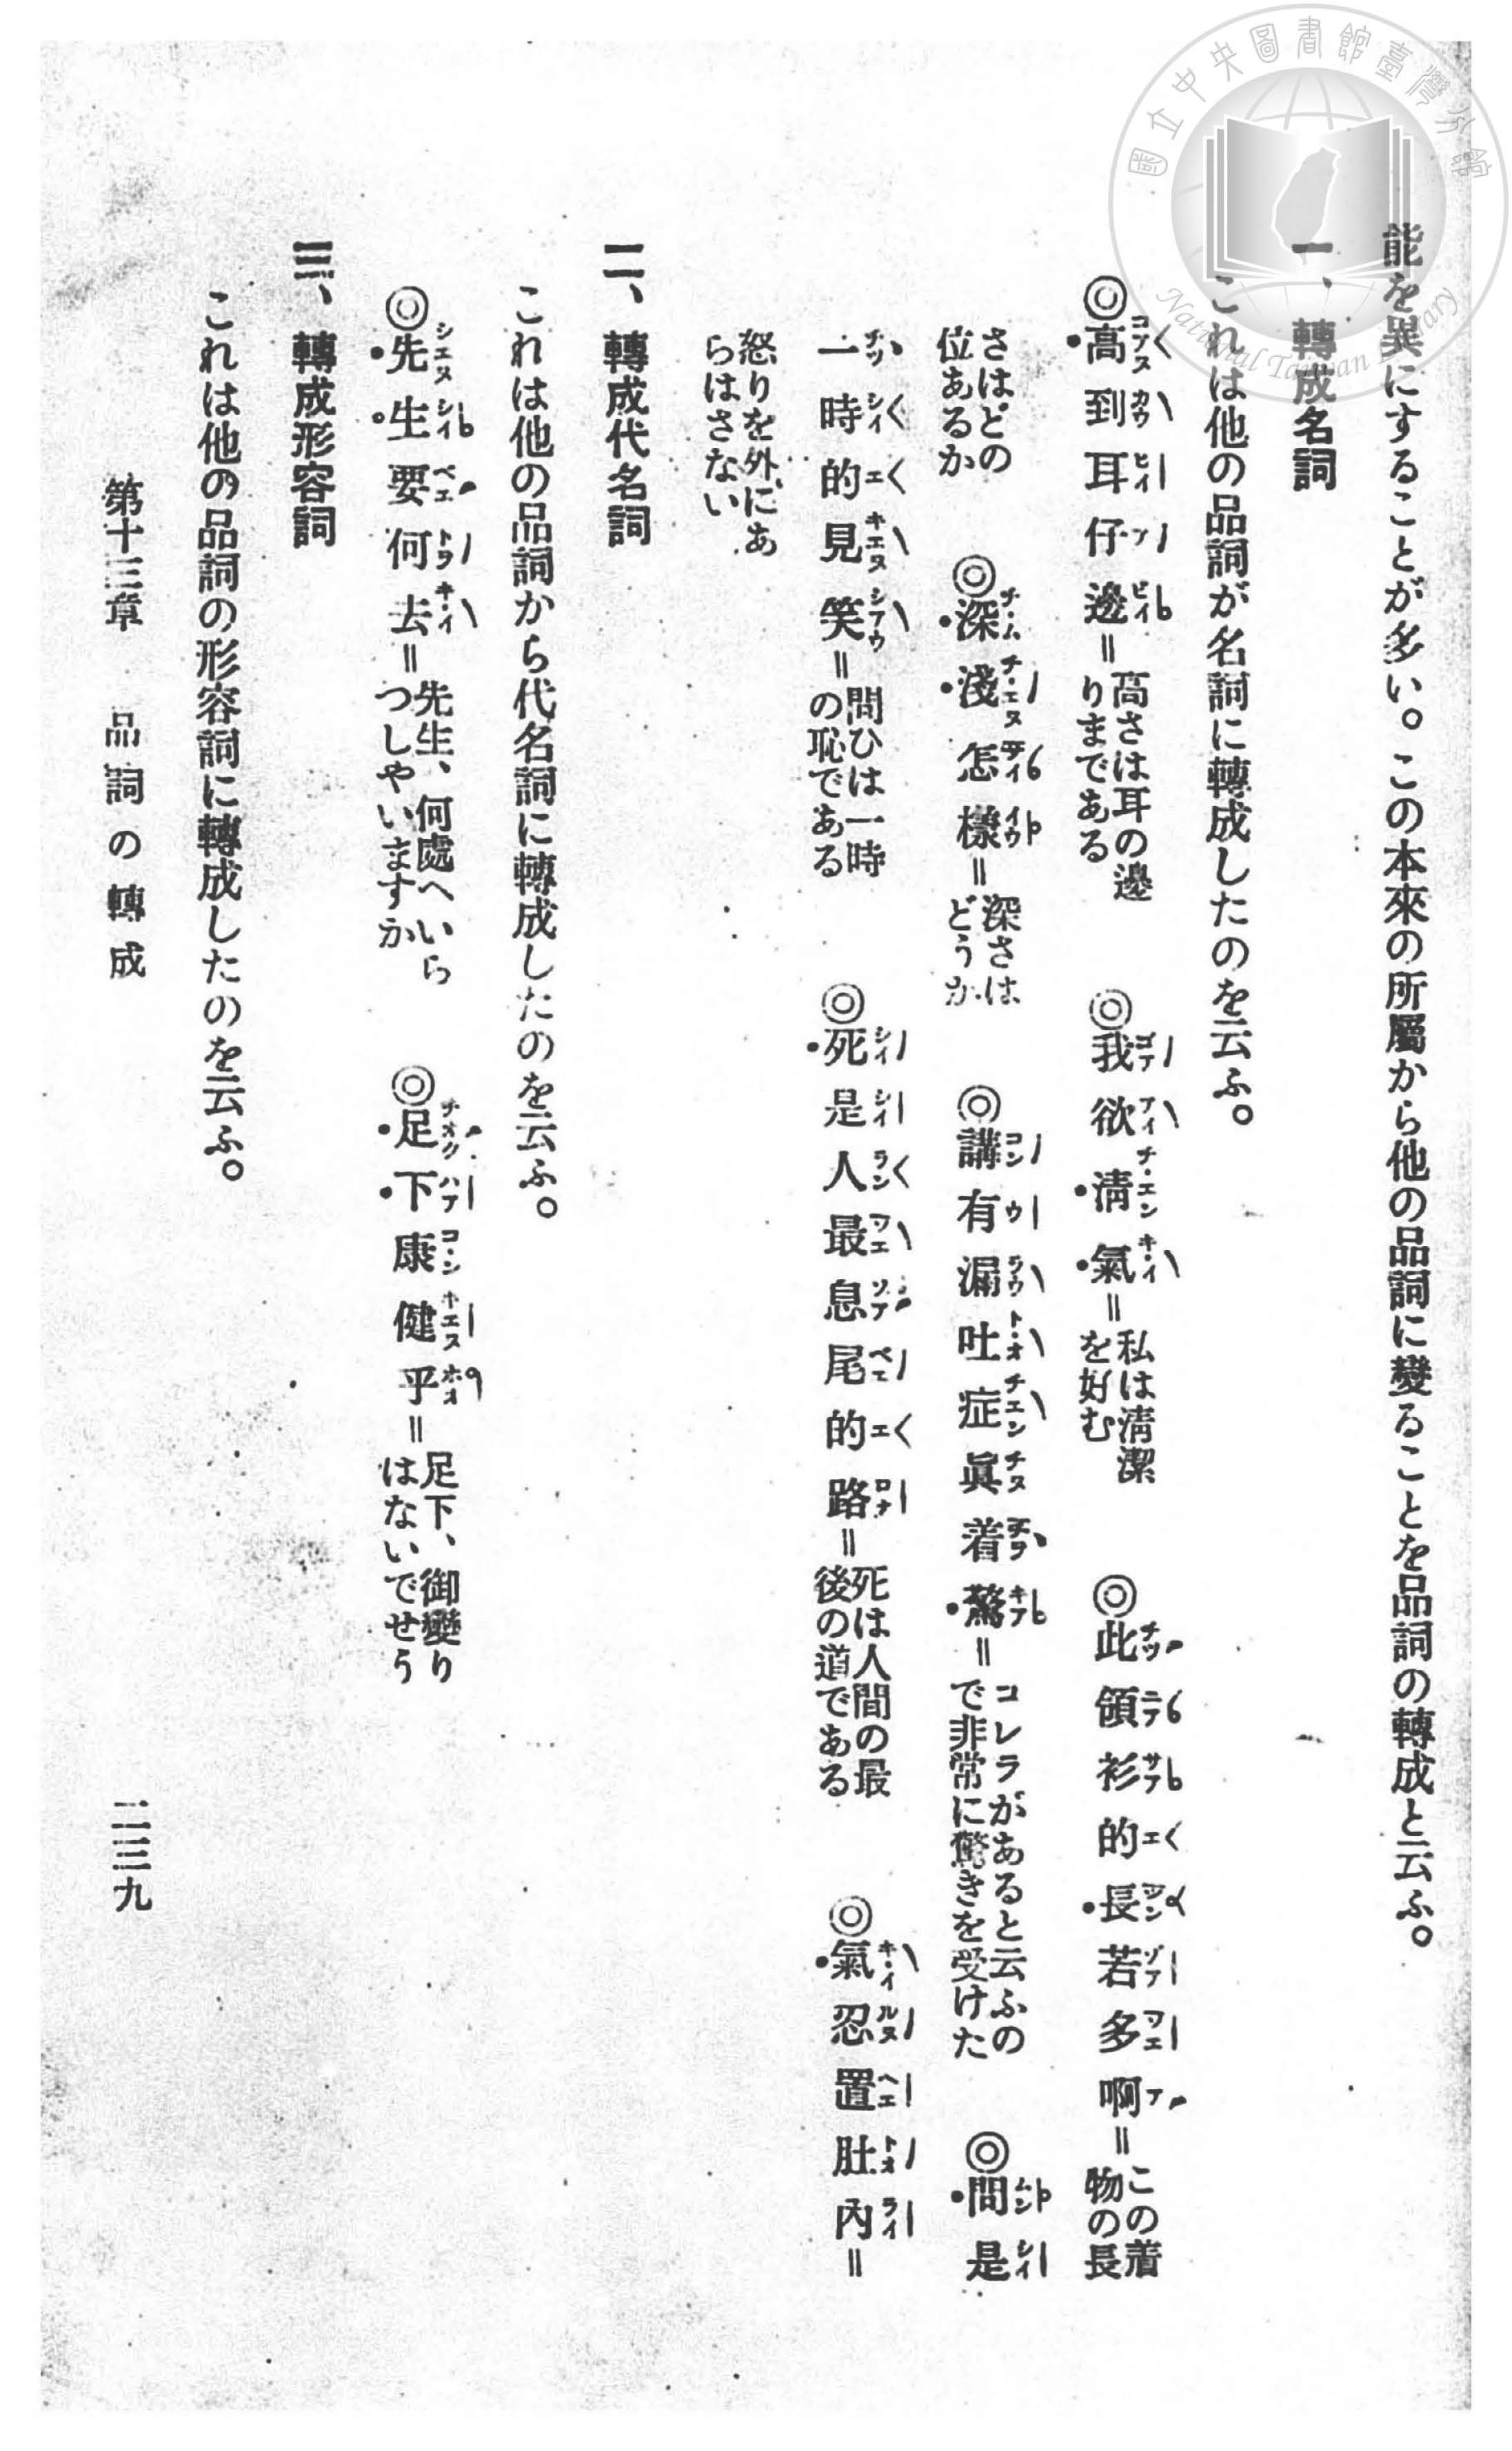 能を異にすることが多い。この本來の所屬から他の品詞に變ることを品詞の轉成と云ふ。
一、轉成名詞
これは他の品詞が名詞に轉成したのを云ふ。
◎高到耳仔邊=高さは耳の邊りまである ◎我欲淸氣=私は淸潔を好む ◎此領衫的長若多啊=この着物の長
さはどの位あるか ◎深淺怎樣=深さはどうか ◎講有漏吐症眞着驚=コレラがあると云ふので非常に驚きを受けた ◎問是
一時的見笑=問ひは一時の恥である ◎死是人最息尾的路=死は人間の最後の道である ◎氣忍置肚內=
怒りを外にあらはさない
二、轉成代名詞
これは他の品詞から代名詞に轉成したのを云ふ。
◎先生要何去=先生、何處へいらつしやいますか ◎足下康健乎=足下、御變りはないでせう
三、轉成形容詞
これは他の品詞の形容詞に轉成したのを云ふ。
第十三章 品詞の轉成 二三九
國立中央圖書館臺灣分館
National Taiwan Library